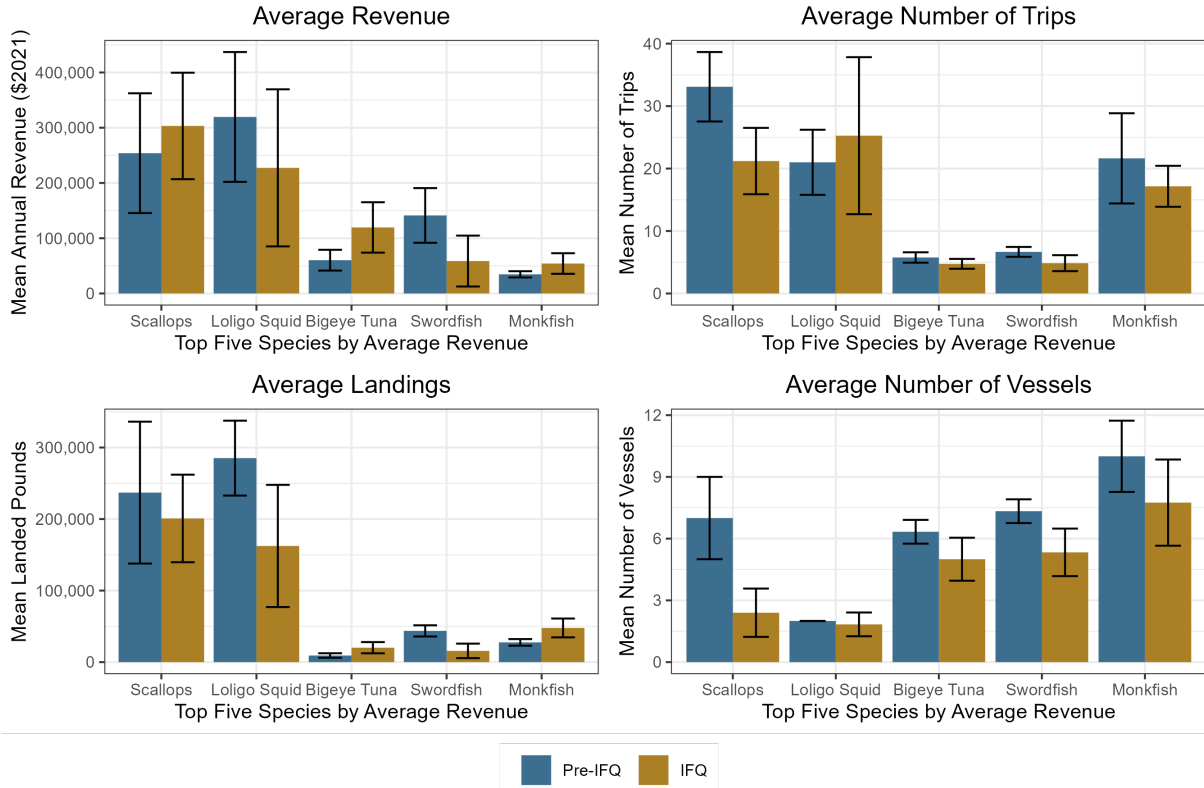 Average Revenue
Mean Annual Revenue ($2021)
400,000
300,000
200,000
100,000
0
Scallops Loligo Squid Bigeye Tuna Swordfish Monkfish
Top Five Species by Average Revenue
Average Number of Trips
Mean Number of Trips
40
30
20
10
0
Scallops Loligo Squid Bigeye Tuna Swordfish Monkfish
Top Five Species by Average Revenue
Average Landings
Mean Landed Pounds
300,000
200,000
100,000
0
Scallops Loligo Squid Bigeye Tuna Swordfish Monkfish
Top Five Species by Average Revenue
Average Number of Vessels
Mean Number of Vessels
12
9
6
3
0
Scallops Loligo Squid Bigeye Tuna Swordfish Monkfish
Top Five Species by Average Revenue
Pre-IFQ IFQ